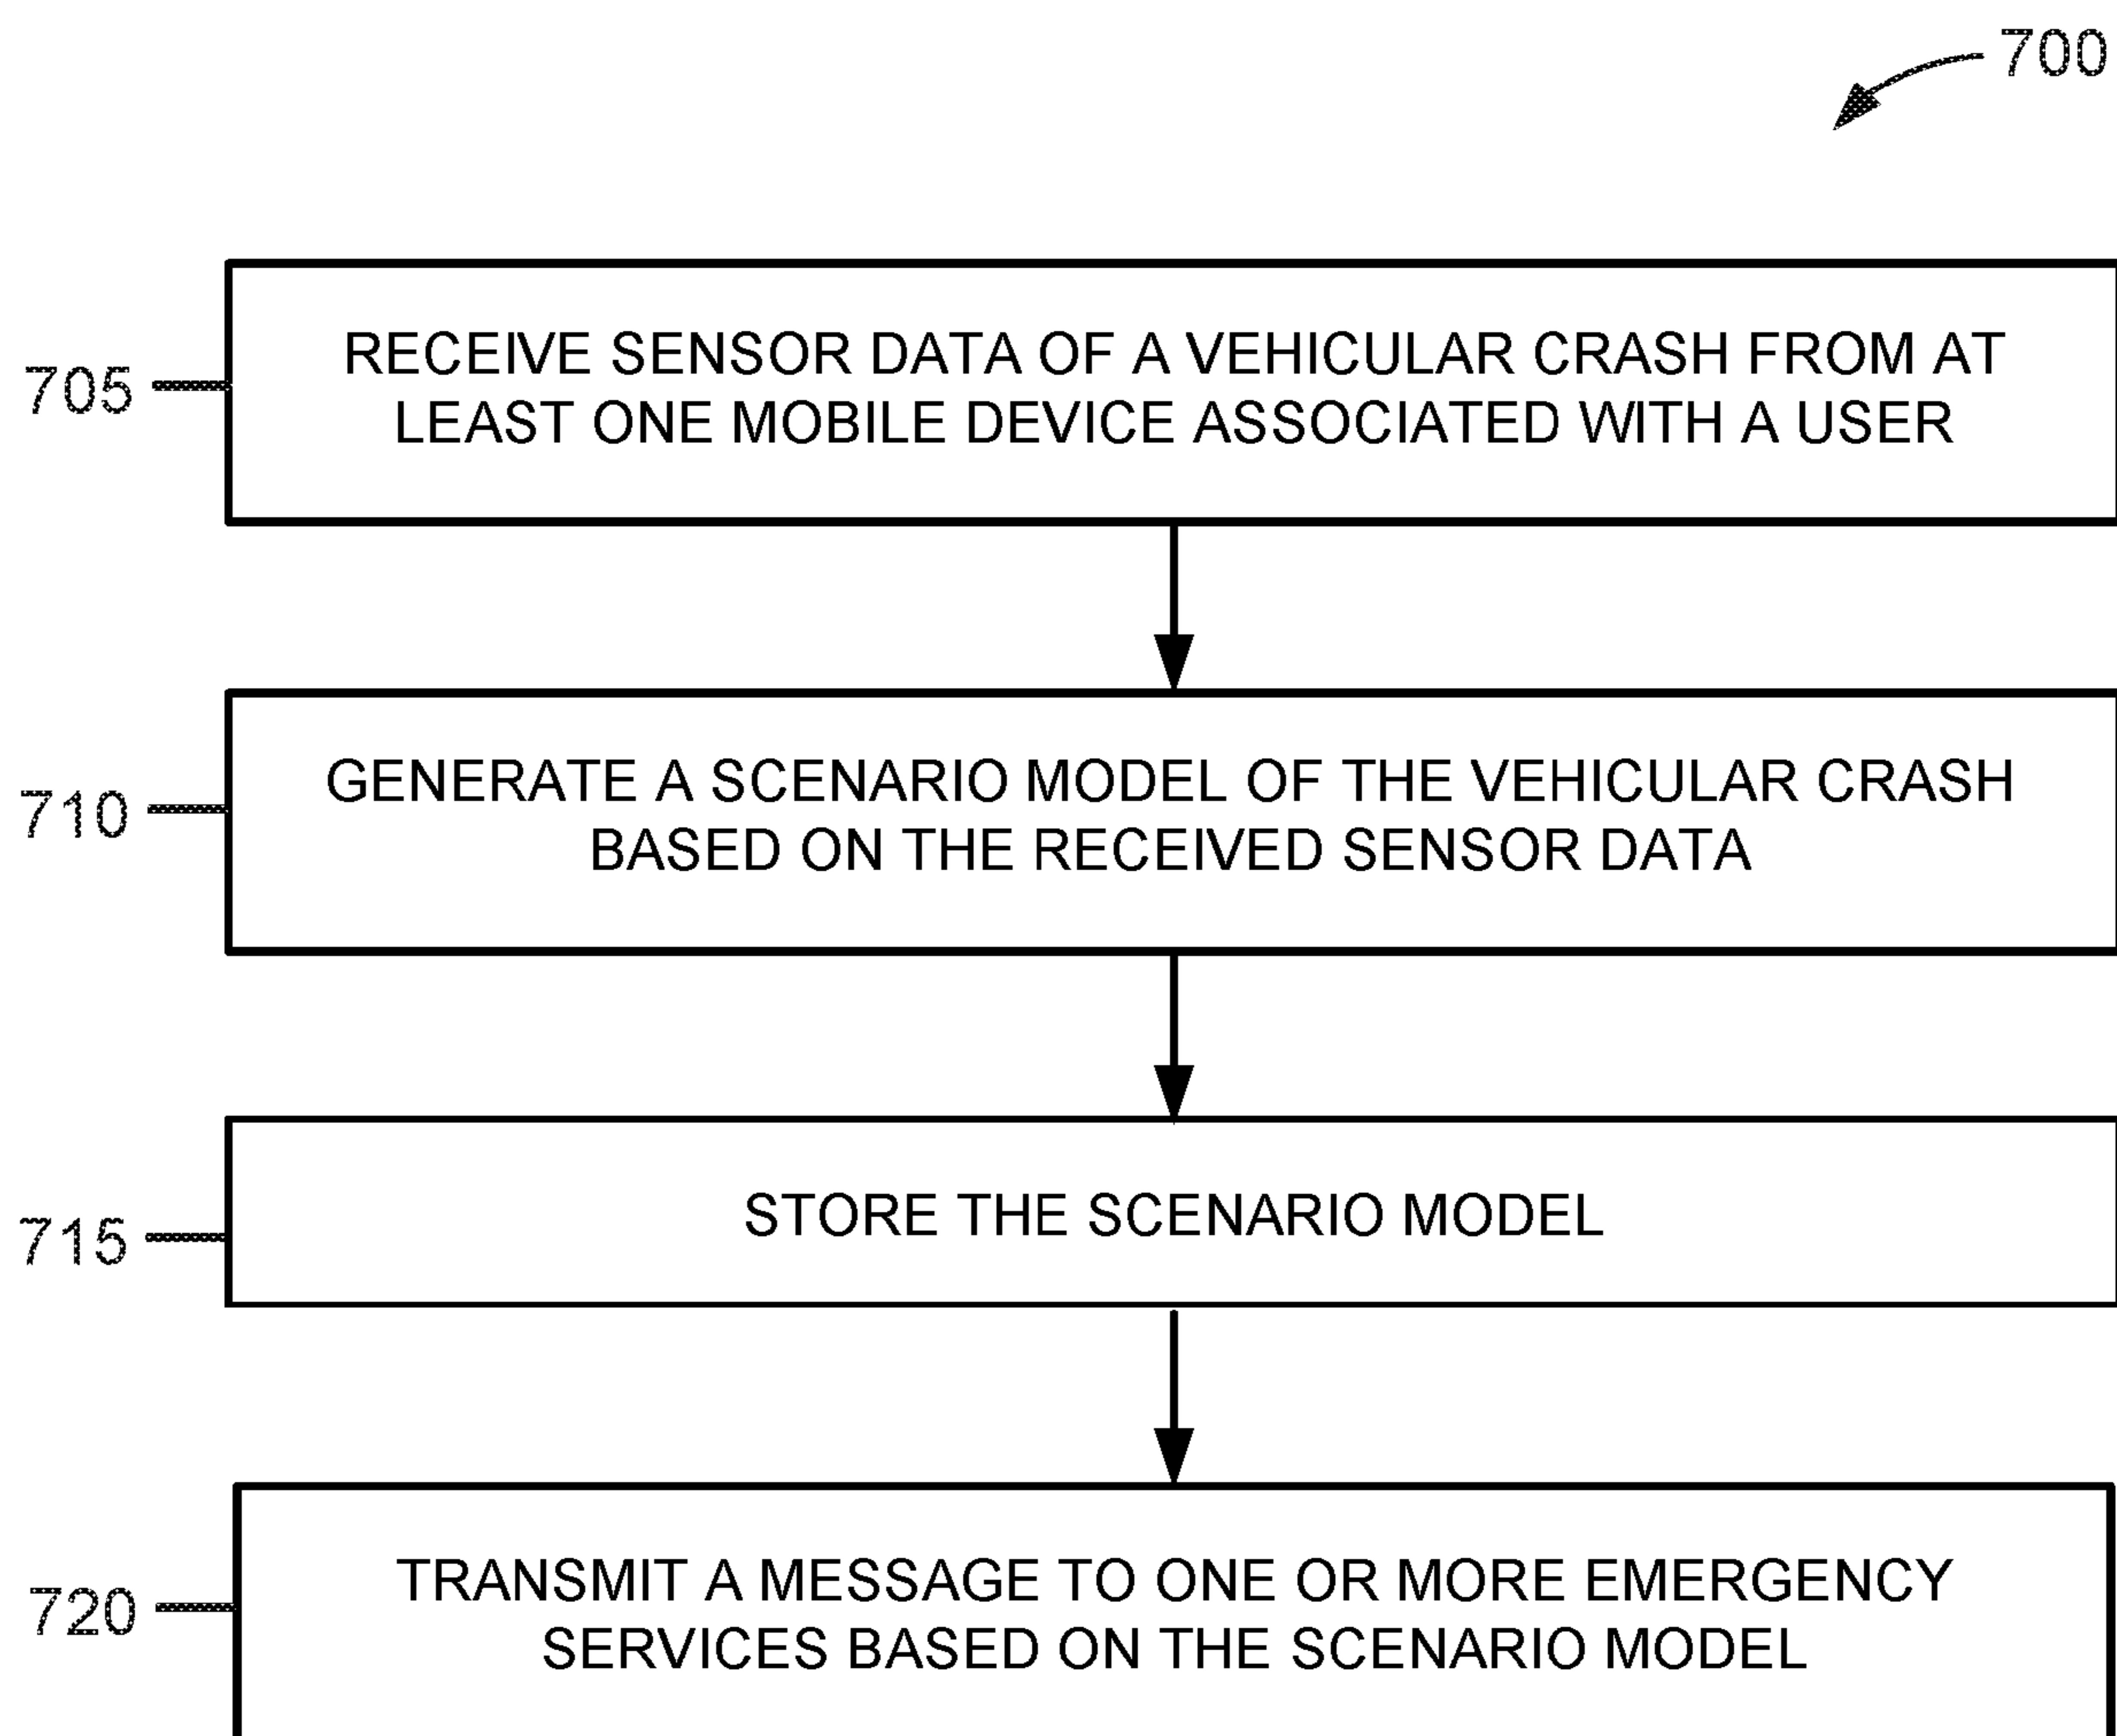 700
705
RECEIVE SENSOR DATA OF A VEHICULAR CRASH FROM AT
LEAST ONE MOBILE DEVICE ASSOCIATED WITH A USER
710
GENERATE A SCENARIO MODEL OF THE VEHICULAR CRASH
BASED ON THE RECEIVED SENSOR DATA
715
STORE THE SCENARIO MODEL
720
TRANSMIT A MESSAGE TO ONE OR MORE EMERGENCY
SERVICES BASED ON THE SCENARIO MODEL